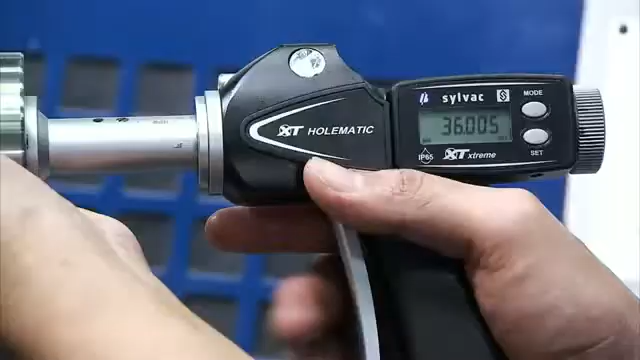 sylvac S
MODE
XT HOLEMATIC
36.005
IP65 XT xtreme
SET